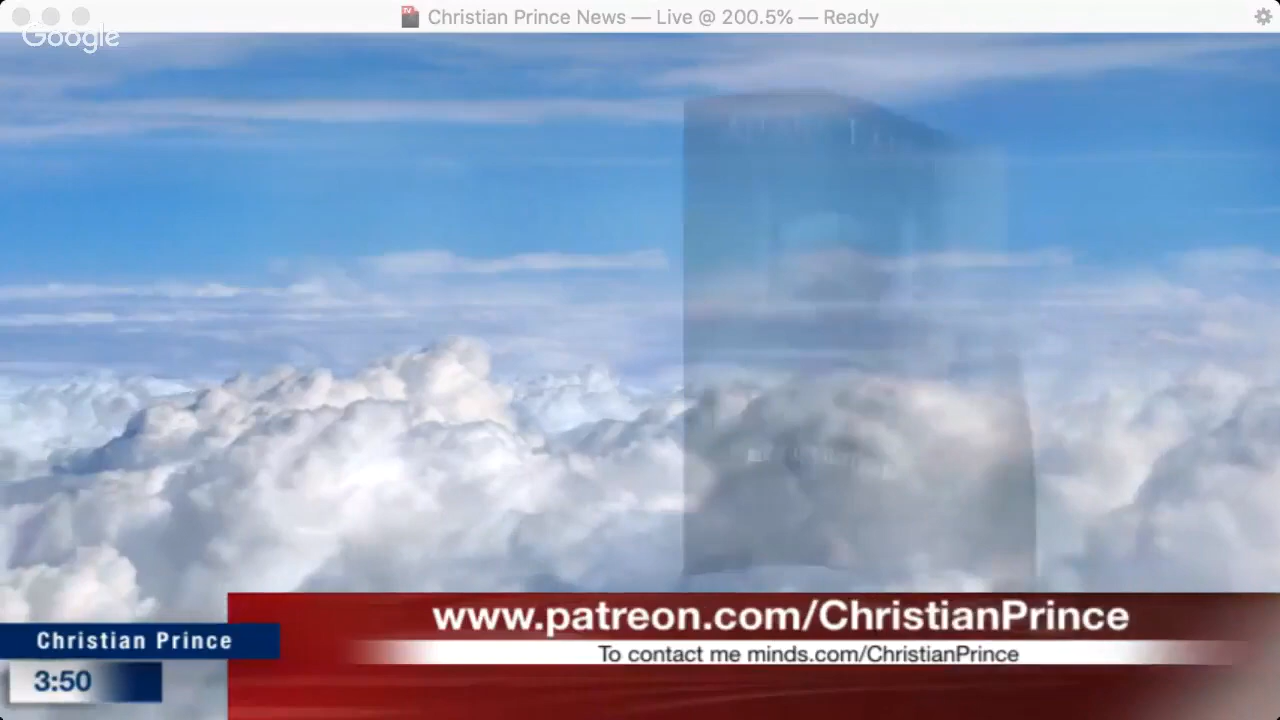 Christian Prince News — Live @ 200.5% — Ready
Google
www.patreon.com/ChristianPrince
Christian Prince
To contact me minds.com/ChristianPrince
3:50